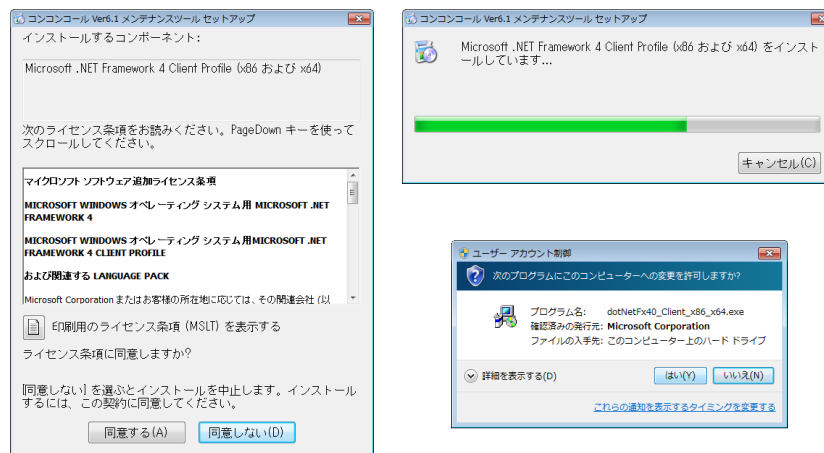 コンコンコール Ver6.1 メンテナンスツール セットアップ
インストールするコンポーネント:
Microsoft .NET Framework 4 Client Profile (x86 および x64)
次のライセンス条項をお読みください。PageDown キーを使って
スクロールしてください。
マイクロソフト ソフトウェア追加ライセンス条項
MICROSOFT WINDOWS オペレーティング システム用 MICROSOFT .NET
FRAMEWORK 4
MICROSOFT WINDOWS オペレーティング システム用MICROSOFT .NET
FRAMEWORK 4 CLIENT PROFILE
および関連する LANGUAGE PACK
Microsoft Corporation またはお客様の所在地に応じては、その関連会社 (以
印刷用のライセンス条項 (MSLT) を表示する
ライセンス条項に同意しますか?
[同意しない] を選ぶとインストールを中止します。インストール
するには、この契約に同意してください。
同意する(A)
同意しない(D)
コンコンコール Ver6.1 メンテナンスツール セットアップ
Microsoft .NET Framework 4 Client Profile (x86 および x64) をインスト
ールしています...
キャンセル(C)
ユーザー アカウント制御
次のプログラムにこのコンピューターへの変更を許可しますか?
プログラム名: dotNetFx40_Client_x86_x64.exe
確認済みの発行元: Microsoft Corporation
ファイルの入手先: このコンピューター上のハード ドライブ
詳細を表示する(D)
はい(Y)
いいえ(N)
これらの通知を表示するタイミングを変更する